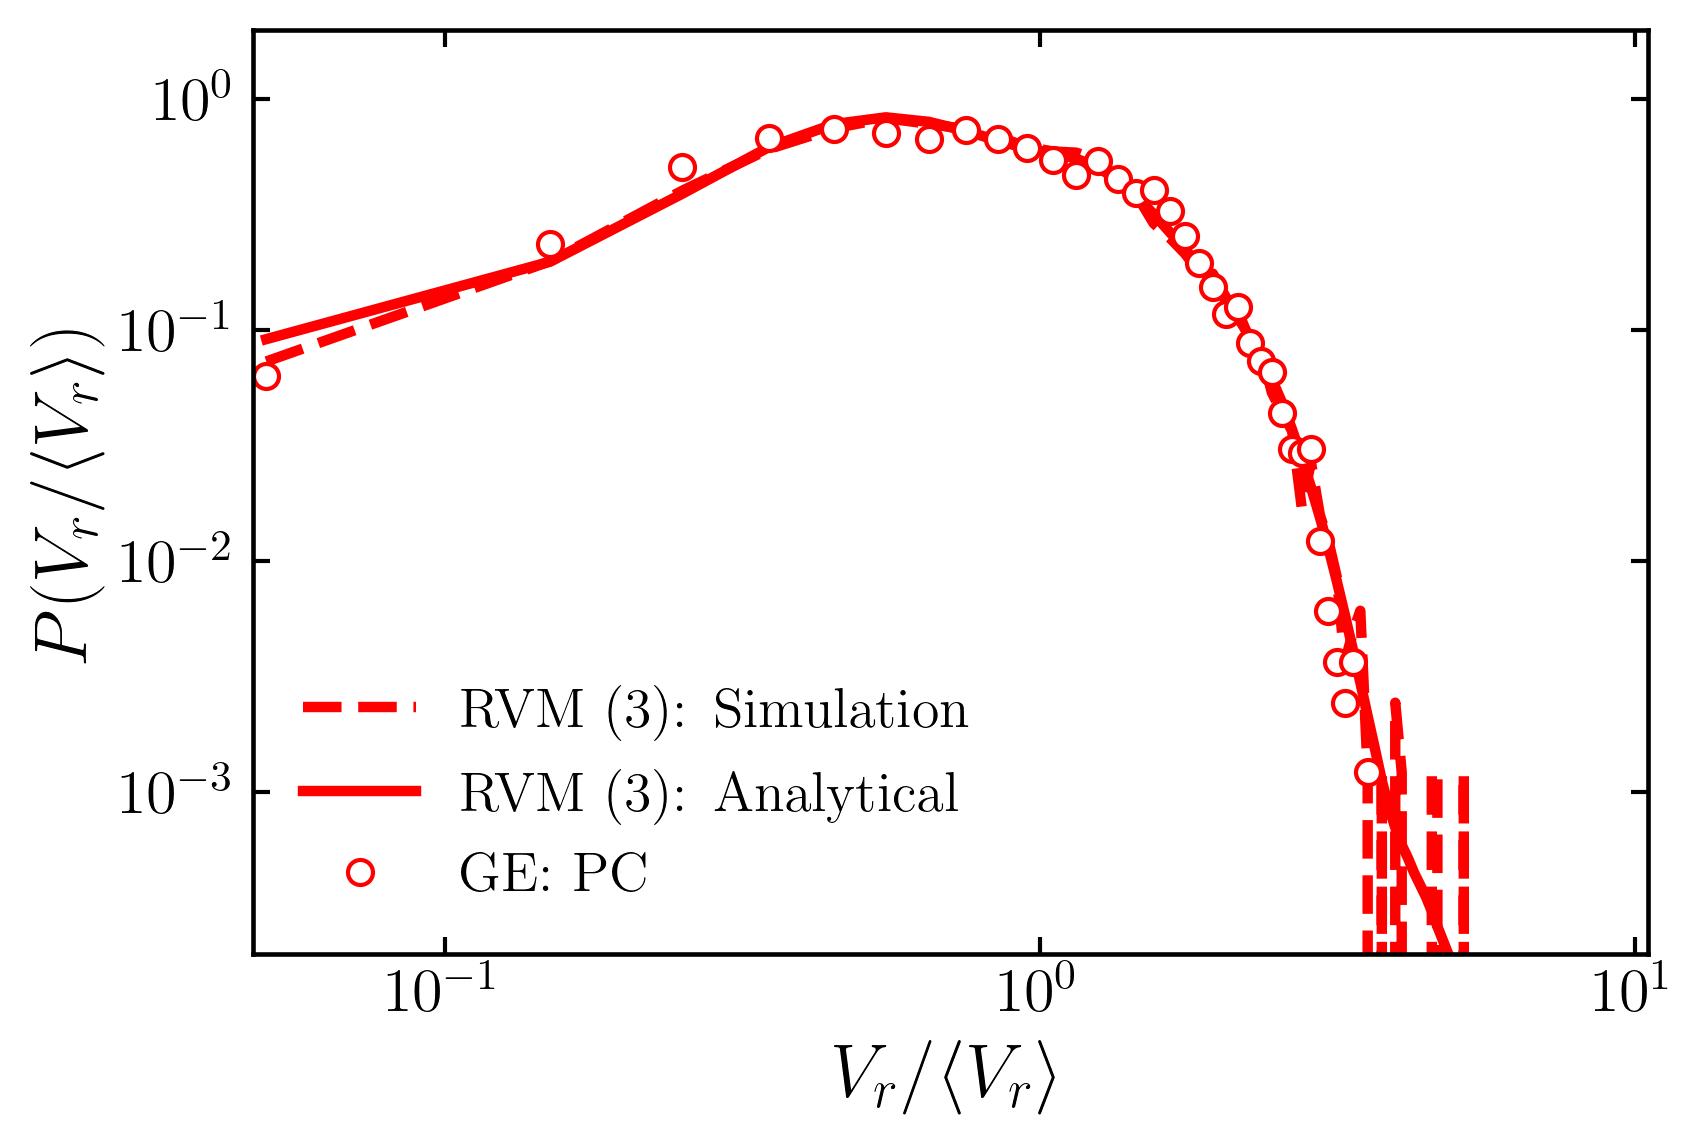 P(V_r/⟨V_r⟩)
10^0
10^{-1}
10^{-2}
10^{-3}
RVM (3): Simulation
RVM (3): Analytical
GE: PC
10^{-1} 10^0 10^1
V_r/⟨V_r⟩